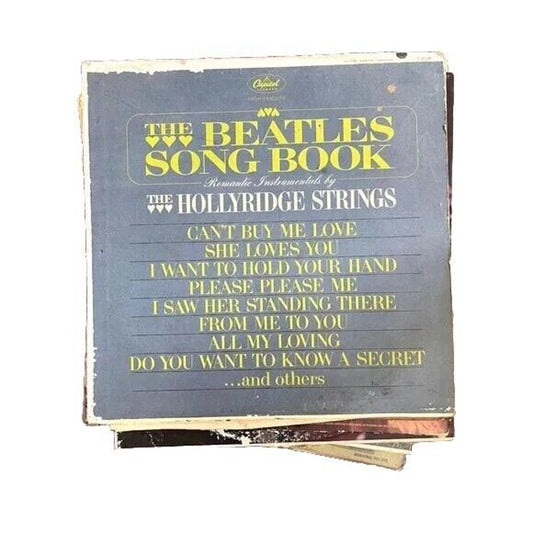 Capitol
HIGH FIDELITY
THE BEATLES
SONG BOOK
Romantic Instrumentals by
THE HOLLYRIDGE STRINGS
CAN'T BUY ME LOVE
SHE LOVES YOU
I WANT TO HOLD YOUR HAND
PLEASE PLEASE ME
I SAW HER STANDING THERE
FROM ME TO YOU
ALL MY LOVING
DO YOU WANT TO KNOW A SECRET
...and others